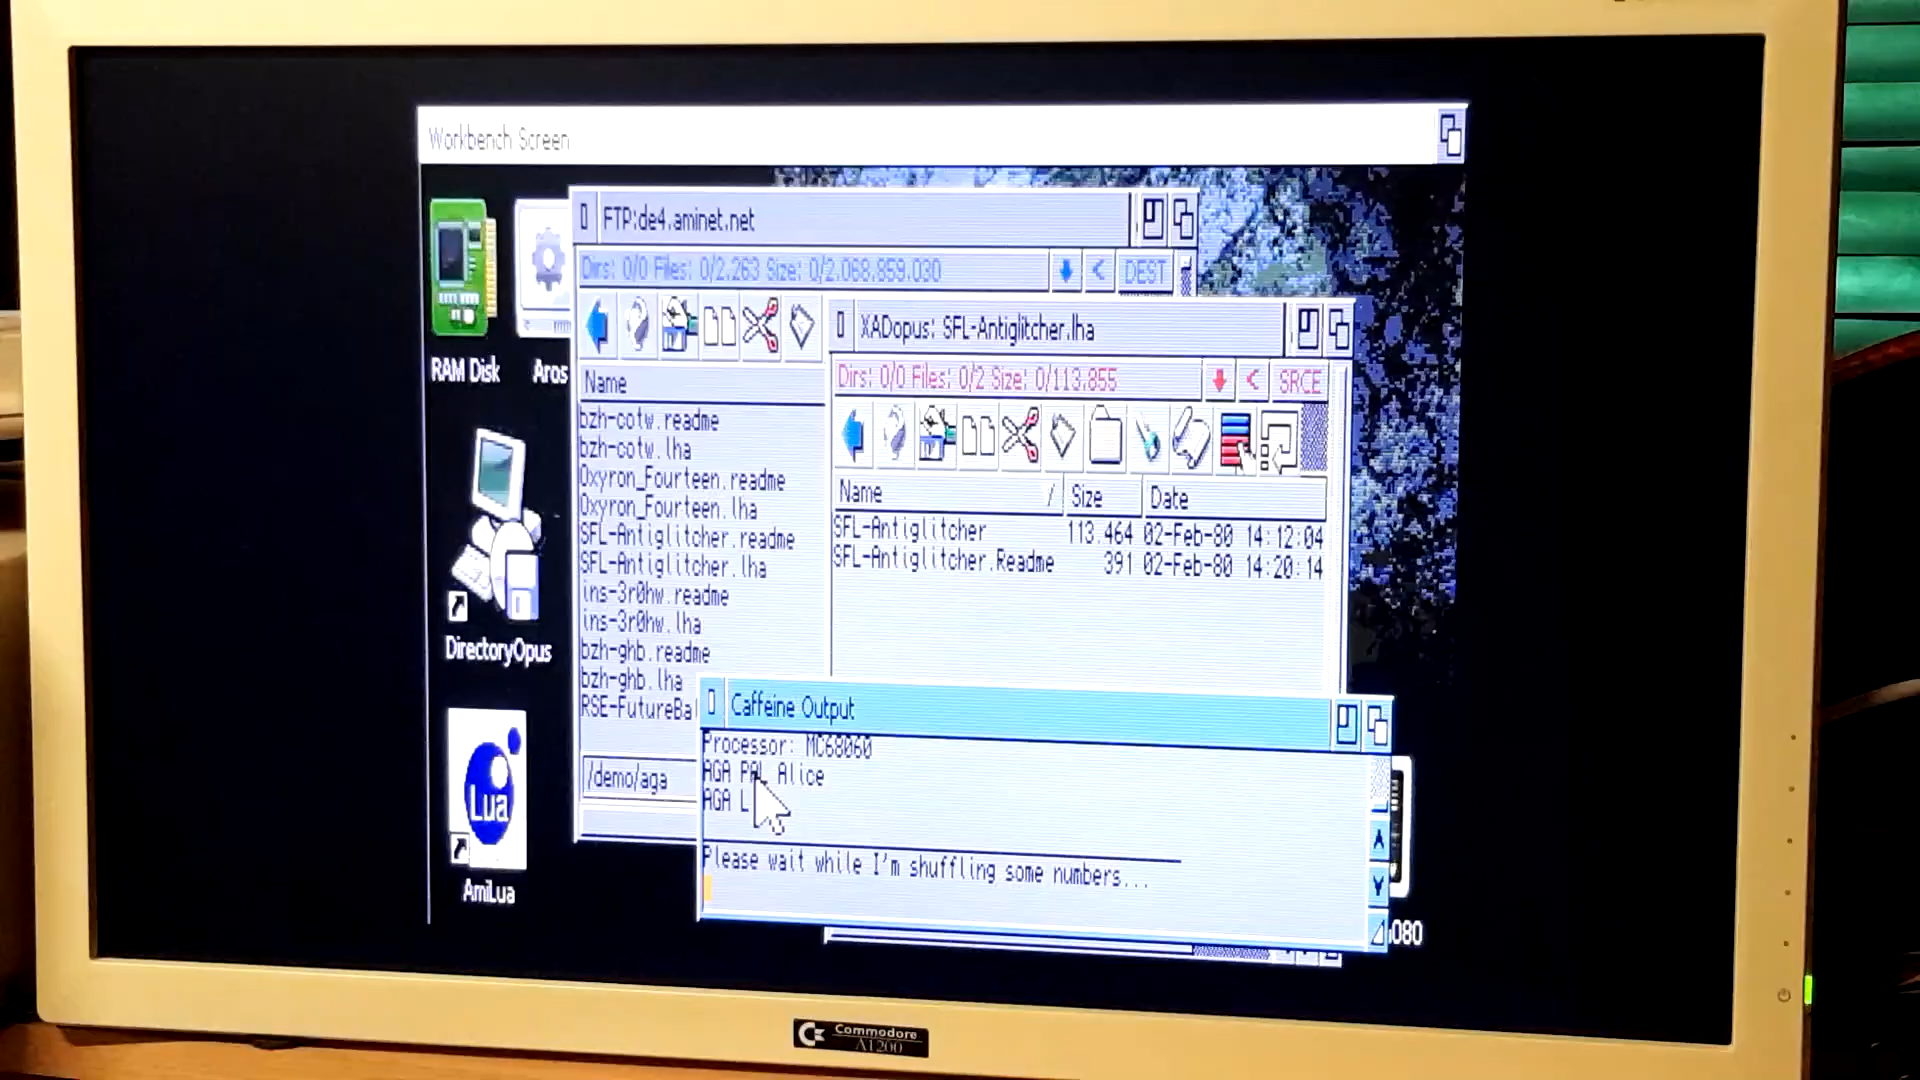 Workbench Screen
RAM Disk
Aros
DirectoryOpus
Lua
AmiLua
FTP:de4.aminet.net
Dirs: 0/0 Files: 0/2.263 Size: 0/2.068.859.030
DEST
Name
bzh-cotw.readme
bzh-cotw.lha
Oxyron_Fourteen.readme
Oxyron_Fourteen.lha
SFL-Antiglitcher.readme
SFL-Antiglitcher.lha
ins-3r0hw.readme
ins-3r0hw.lha
bzh-ghb.readme
bzh-ghb.lha
RSE-FutureBal
/demo/aga
XADopus: SFL-Antiglitcher.lha
Dirs: 0/0 Files: 0/2 Size: 0/113.855
SRCE
Name / Size Date
SFL-Antiglitcher 113.464 02-Feb-80 14:12:04
SFL-Antiglitcher.Readme 391 02-Feb-80 14:20:14
Caffeine Output
Processor: MC68060
AGA PAL Alice
AGA L
Please wait while I'm shuffling some numbers...
080
Commodore
A1200